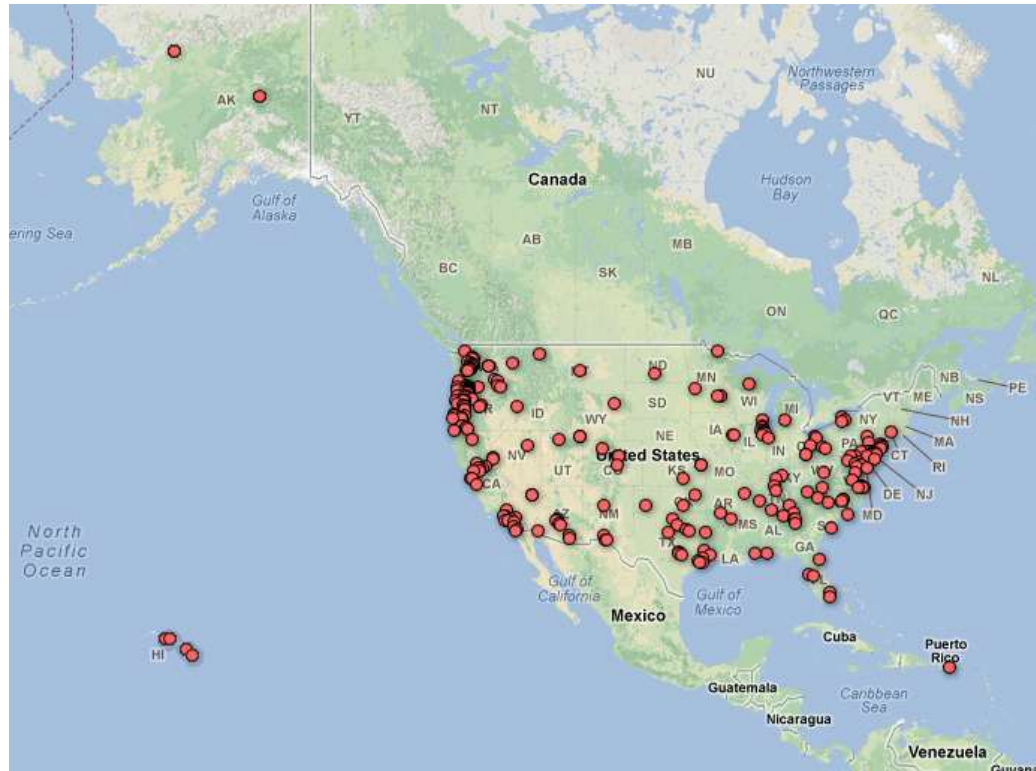 NU
Northwestern
Passages
AK
YT
NT
Canada
Hudson
Bay
Gulf of
Alaska
ering Sea
AB
MB
BC
SK
NL
ON
QC
NB
PE
ND
MN
VT
ME
NS
ID
SD
WI
MI
NY
NH
WY
MA
IA
NE
IL
IN
PA
CT
RI
NV
UT
United States
CA
KS
MO
KY
NJ
DE
MD
AZ
NM
AR
MS
AL
GA
TX
LA
North
Pacific
Ocean
Gulf of
California
Gulf of
Mexico
Mexico
HI
Cuba
Puerto
Rico
Guatemala
Caribbean
Sea
Nicaragua
Venezuela
Guyana